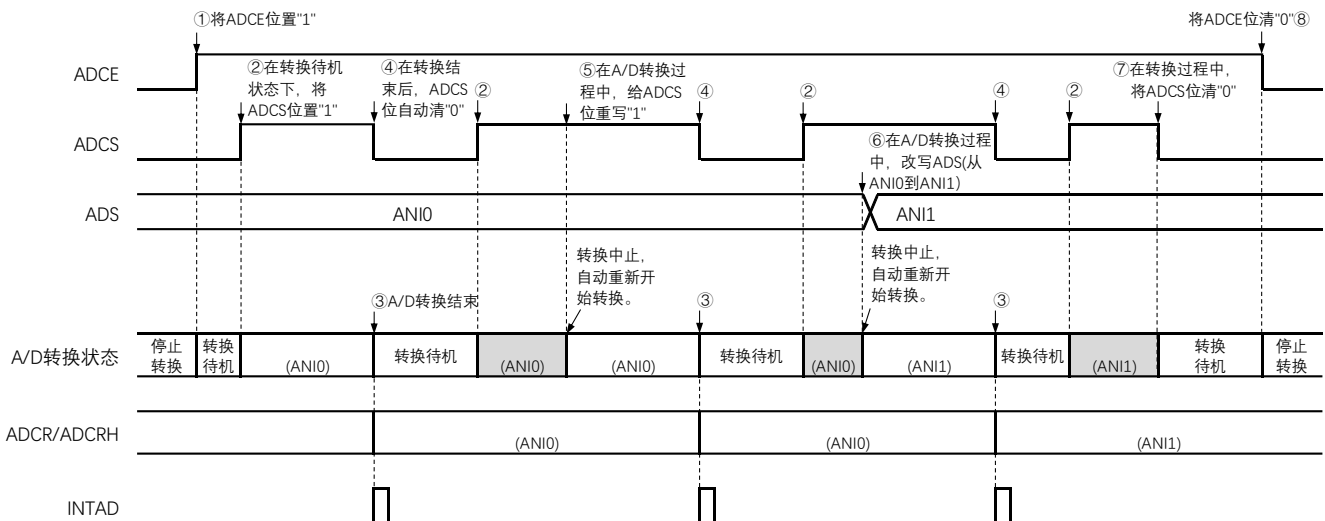 ①将ADCE位置"1"
将ADCE位清"0"⑧
ADCE
②在转换待机
状态下，将
ADCS位置"1"
④在转换结
束后，ADCS
位自动清"0"
②
⑤在A/D转换过
程中，给ADCS
位重写"1"
④
②
④
②
⑦在转换过程中，
将ADCS位清"0"
ADCS
⑥在A/D转换过程
中，改写ADS(从
ANI0到ANI1)
ADS
ANI0
ANI1
转换中止，
自动重新开
始转换。
转换中止，
自动重新开
始转换。
③A/D转换结束
③
③
A/D转换状态
停止
转换
转换
待机
(ANI0)
转换待机
(ANI0)
(ANI0)
转换待机
(ANI0)
(ANI1)
转换待机
(ANI1)
转换
待机
停止
转换
ADCR/ADCRH
(ANI0)
(ANI0)
(ANI1)
INTAD